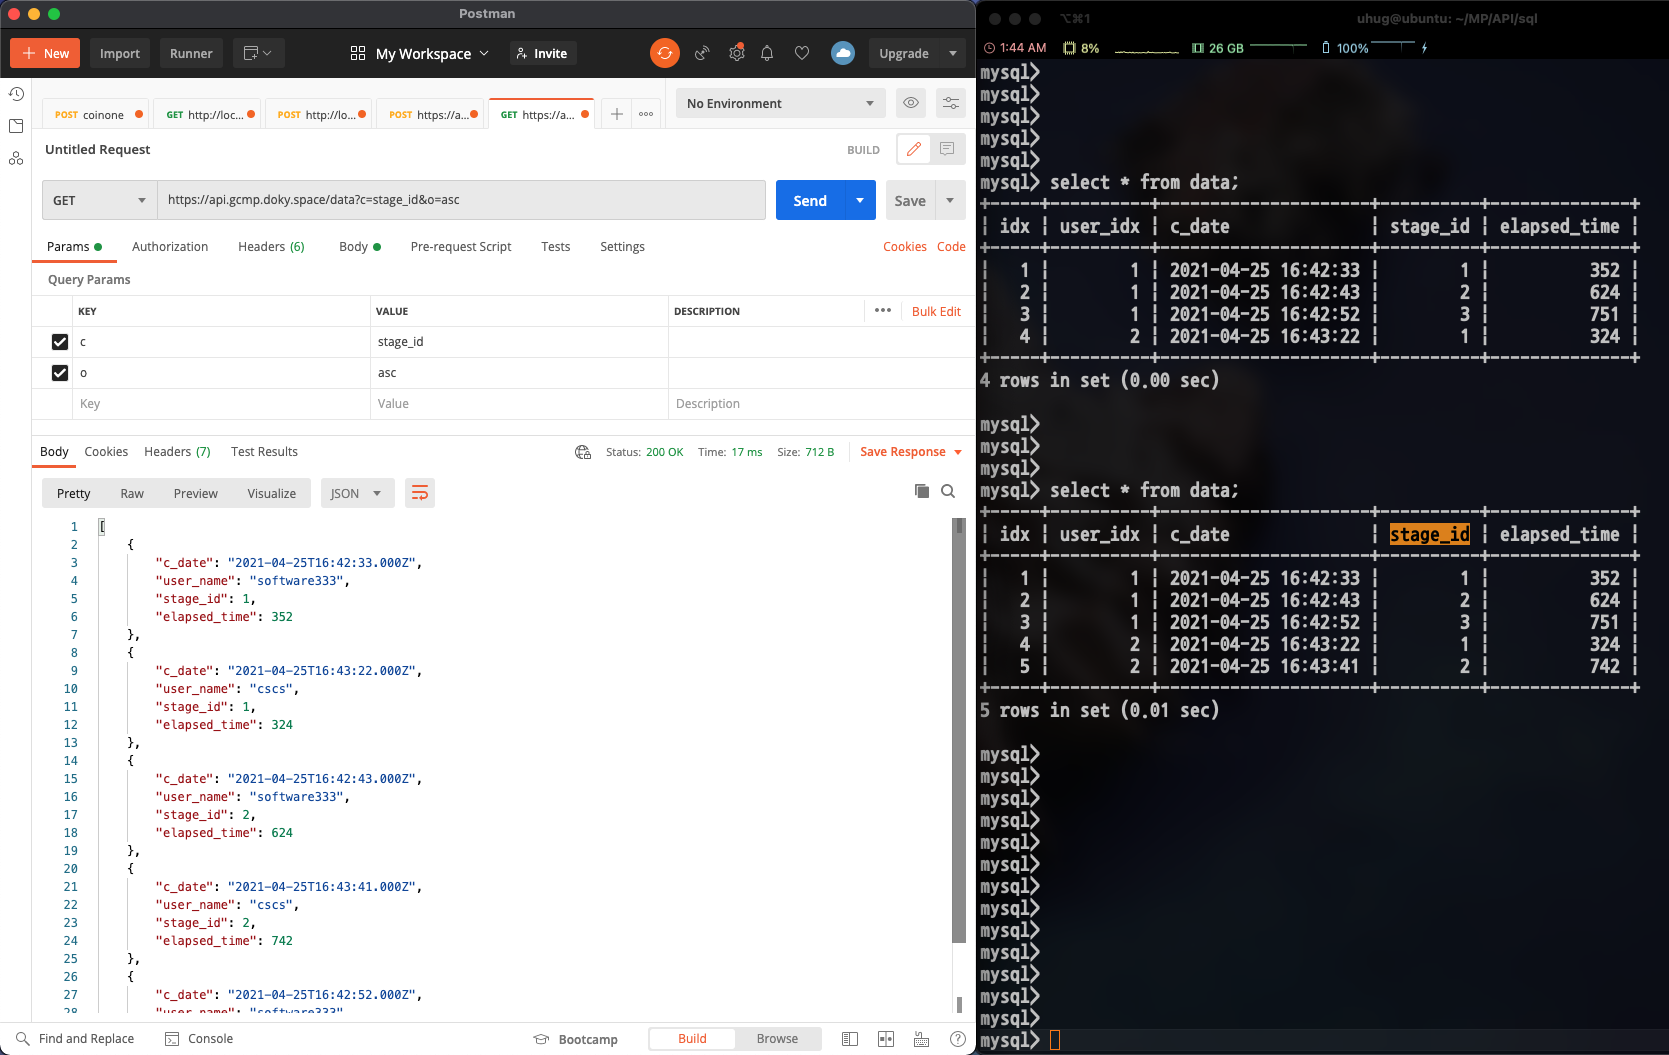 Postman
+ New Import Runner My Workspace Invite Upgrade
POST coinone GET http://loc... POST http://lo... POST https://a... GET https://a... + ooo No Environment
Untitled Request BUILD
GET https://api.gcmp.doky.space/data?c=stage_id&o=asc Send Save
Params Authorization Headers (6) Body Pre-request Script Tests Settings Cookies Code
Query Params
KEY VALUE DESCRIPTION ••• Bulk Edit
c stage_id
o asc
Key Value Description
Body Cookies Headers (7) Test Results Status: 200 OK Time: 17 ms Size: 712 B Save Response
Pretty Raw Preview Visualize JSON
1 [
2 {
3 "c_date": "2021-04-25T16:42:33.000Z",
4 "user_name": "software333",
5 "stage_id": 1,
6 "elapsed_time": 352
7 },
8 {
9 "c_date": "2021-04-25T16:43:22.000Z",
10 "user_name": "cscs",
11 "stage_id": 1,
12 "elapsed_time": 324
13 },
14 {
15 "c_date": "2021-04-25T16:42:43.000Z",
16 "user_name": "software333",
17 "stage_id": 2,
18 "elapsed_time": 624
19 },
20 {
21 "c_date": "2021-04-25T16:43:41.000Z",
22 "user_name": "cscs",
23 "stage_id": 2,
24 "elapsed_time": 742
25 },
26 {
27 "c_date": "2021-04-25T16:42:52.000Z",
28 "user_name": "software333",
Find and Replace Console Bootcamp Build Browse
⌥⌘1 uhug@ubuntu: ~/MP/API/sql
1:44 AM 8% 26 GB 100%
mysql>
mysql>
mysql>
mysql>
mysql>
mysql> select * from data;
+-----+----------+---------------------+----------+--------------+
| idx | user_idx | c_date | stage_id | elapsed_time |
+-----+----------+---------------------+----------+--------------+
| 1 | 1 | 2021-04-25 16:42:33 | 1 | 352 |
| 2 | 1 | 2021-04-25 16:42:43 | 2 | 624 |
| 3 | 1 | 2021-04-25 16:42:52 | 3 | 751 |
| 4 | 2 | 2021-04-25 16:43:22 | 1 | 324 |
+-----+----------+---------------------+----------+--------------+
4 rows in set (0.00 sec)
mysql>
mysql>
mysql>
mysql> select * from data;
+-----+----------+---------------------+----------+--------------+
| idx | user_idx | c_date | stage_id | elapsed_time |
+-----+----------+---------------------+----------+--------------+
| 1 | 1 | 2021-04-25 16:42:33 | 1 | 352 |
| 2 | 1 | 2021-04-25 16:42:43 | 2 | 624 |
| 3 | 1 | 2021-04-25 16:42:52 | 3 | 751 |
| 4 | 2 | 2021-04-25 16:43:22 | 1 | 324 |
| 5 | 2 | 2021-04-25 16:43:41 | 2 | 742 |
+-----+----------+---------------------+----------+--------------+
5 rows in set (0.01 sec)
mysql>
mysql>
mysql>
mysql>
mysql>
mysql>
mysql>
mysql>
mysql>
mysql>
mysql>
mysql>
mysql>
mysql>